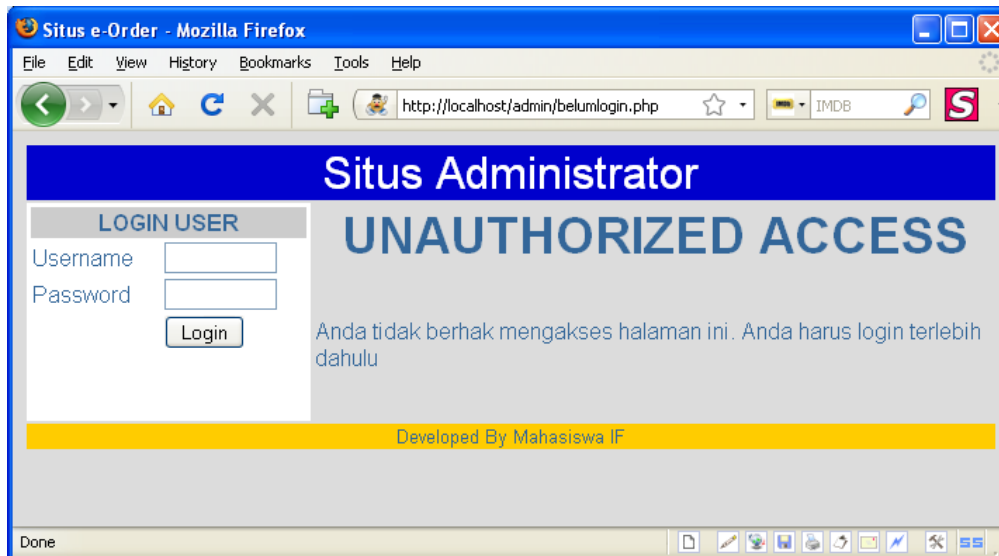 Situs e-Order - Mozilla Firefox
File Edit View History Bookmarks Tools Help
http://localhost/admin/belumlogin.php IMDB S
Situs Administrator
LOGIN USER
Username
Password
Login
UNAUTHORIZED ACCESS
Anda tidak berhak mengakses halaman ini. Anda harus login terlebih
dahulu
Developed By Mahasiswa IF
Done